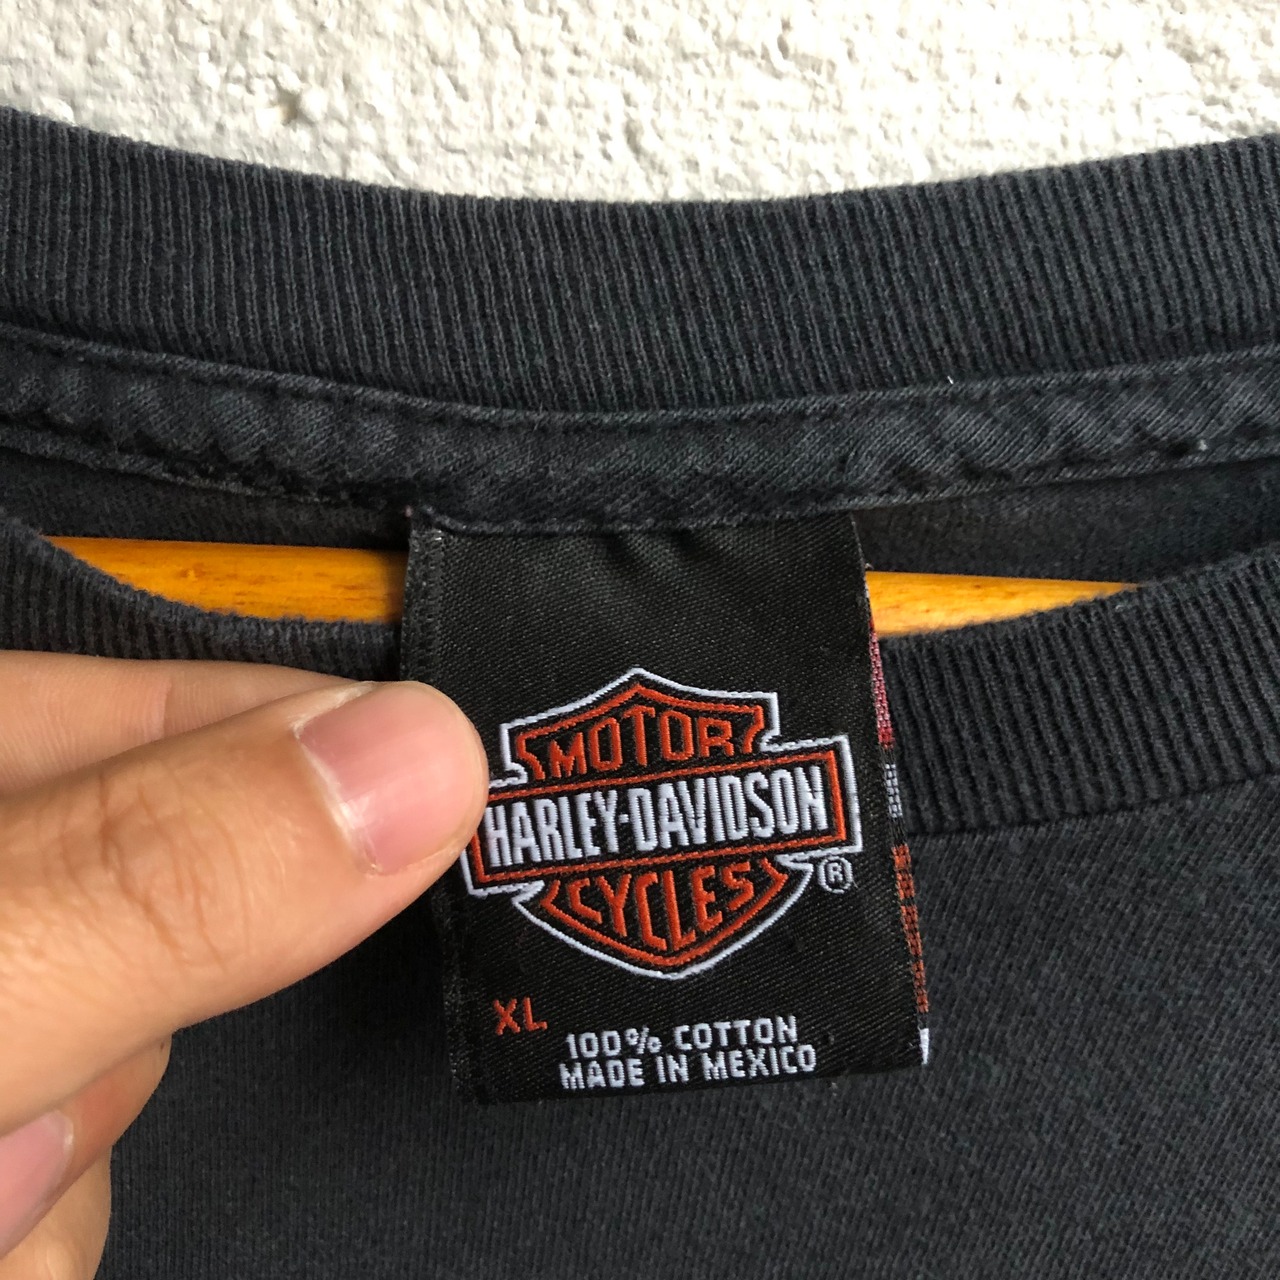 MOTOR
HARLEY-DAVIDSON
CYCLES
®
XL
100% COTTON
MADE IN MEXICO